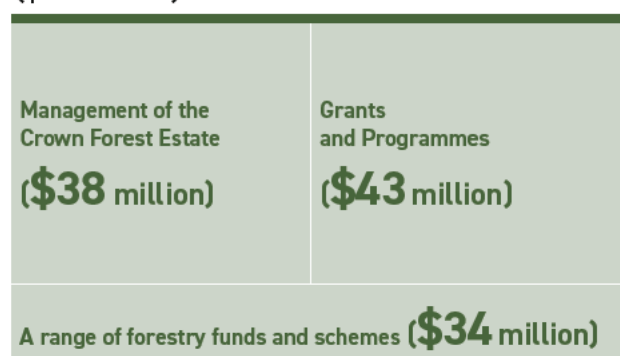 Management of the
Crown Forest Estate
($38 million)
Grants
and Programmes
($43 million)
A range of forestry funds and schemes ($34 million)